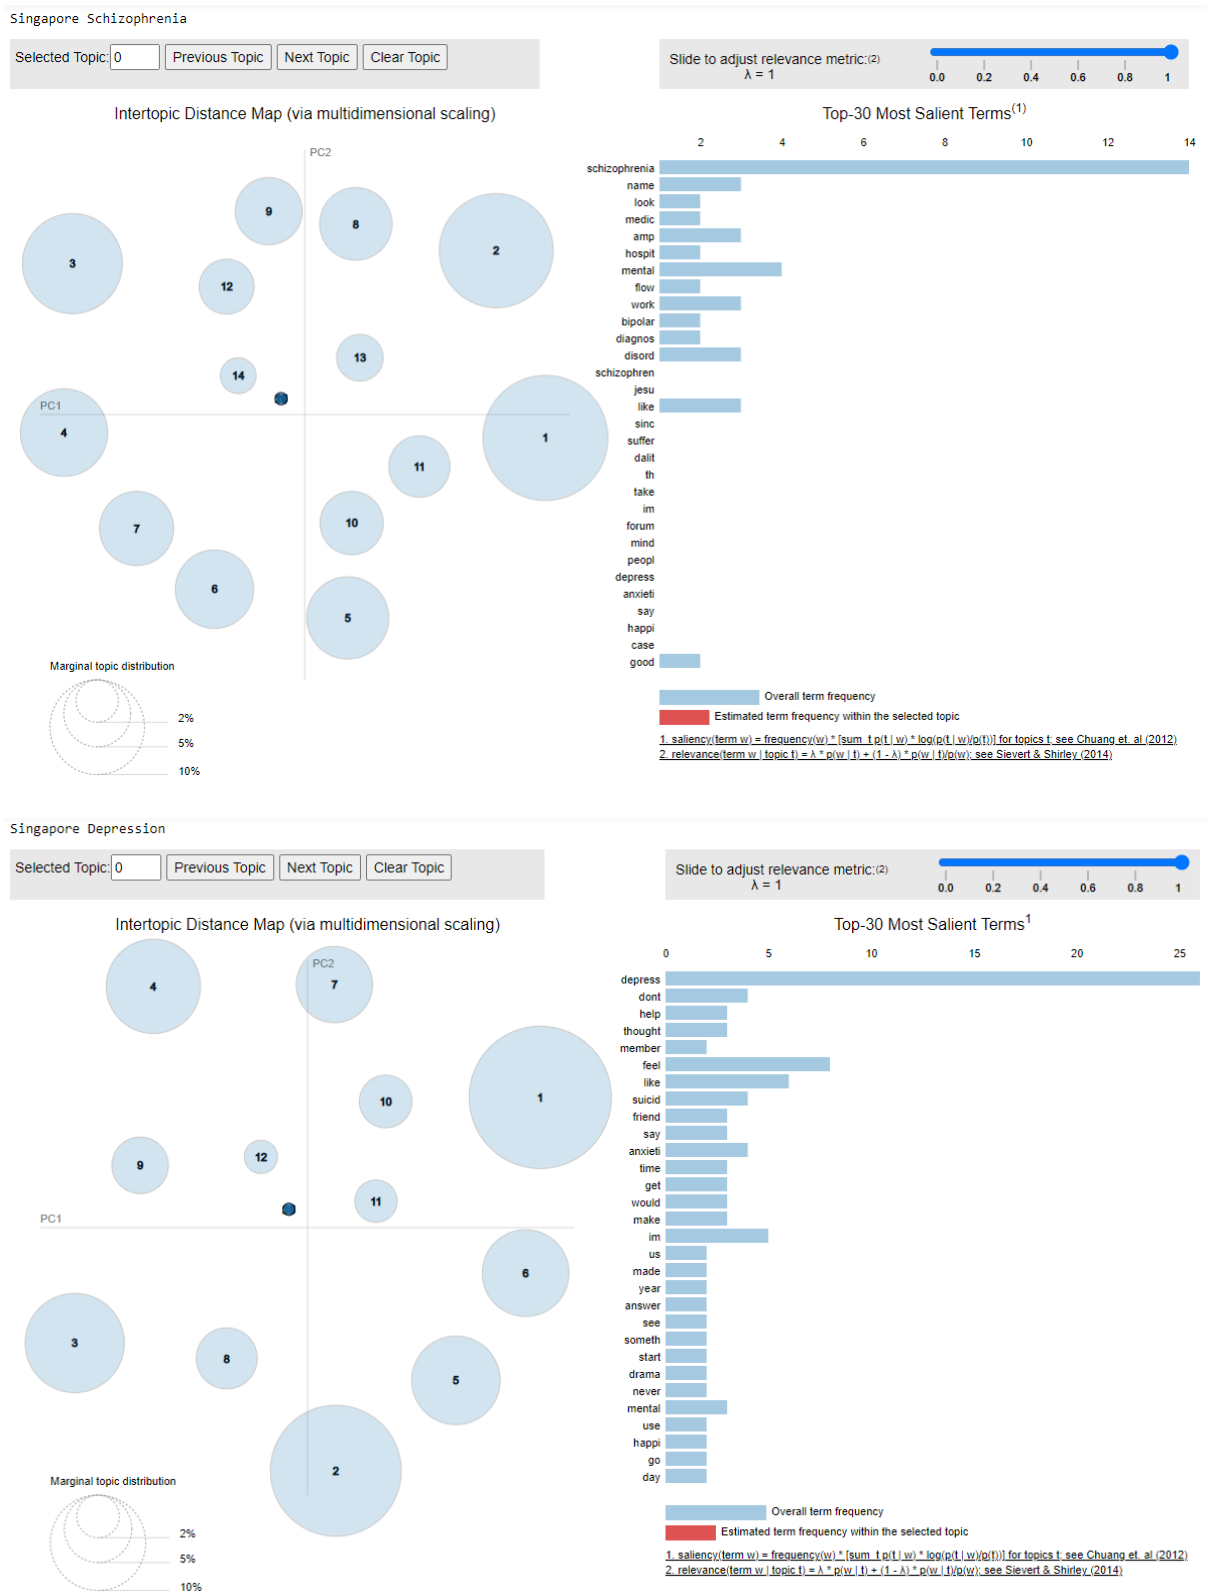 Singapore Schizophrenia
Selected Topic: 0 Previous Topic Next Topic Clear Topic
Slide to adjust relevance metric:(2)
λ = 1
0.0 0.2 0.4 0.6 0.8 1
Intertopic Distance Map (via multidimensional scaling)
PC2
PC1
9
8
2
3
12
13
14
4
1
11
7
10
6
5
Marginal topic distribution
2%
5%
10%
Top-30 Most Salient Terms(1)
2 4 6 8 10 12 14
schizophrenia
name
look
medic
amp
hospit
mental
flow
work
bipolar
diagnos
disord
schizophren
jesu
like
sinc
suffer
dalit
th
take
im
forum
mind
peopl
depress
anxieti
say
happi
case
good
Overall term frequency
Estimated term frequency within the selected topic
1. saliency(term w) = frequency(w) * [sum_t p(t | w) * log(p(t | w)/p(t))] for topics t; see Chuang et. al (2012)
2. relevance(term w | topic t) = λ * p(w | t) + (1 - λ) * p(w | t)/p(w); see Sievert & Shirley (2014)
Singapore Depression
Selected Topic: 0 Previous Topic Next Topic Clear Topic
Slide to adjust relevance metric:(2)
λ = 1
0.0 0.2 0.4 0.6 0.8 1
Intertopic Distance Map (via multidimensional scaling)
PC2
PC1
4
7
1
10
12
9
11
6
3
8
5
2
Marginal topic distribution
2%
5%
10%
Top-30 Most Salient Terms1
0 5 10 15 20 25
depress
dont
help
thought
member
feel
like
suicid
friend
say
anxieti
time
get
would
make
im
us
made
year
answer
see
someth
start
drama
never
mental
use
happi
go
day
Overall term frequency
Estimated term frequency within the selected topic
1. saliency(term w) = frequency(w) * [sum_t p(t | w) * log(p(t | w)/p(t))] for topics t; see Chuang et. al (2012)
2. relevance(term w | topic t) = λ * p(w | t) + (1 - λ) * p(w | t)/p(w); see Sievert & Shirley (2014)